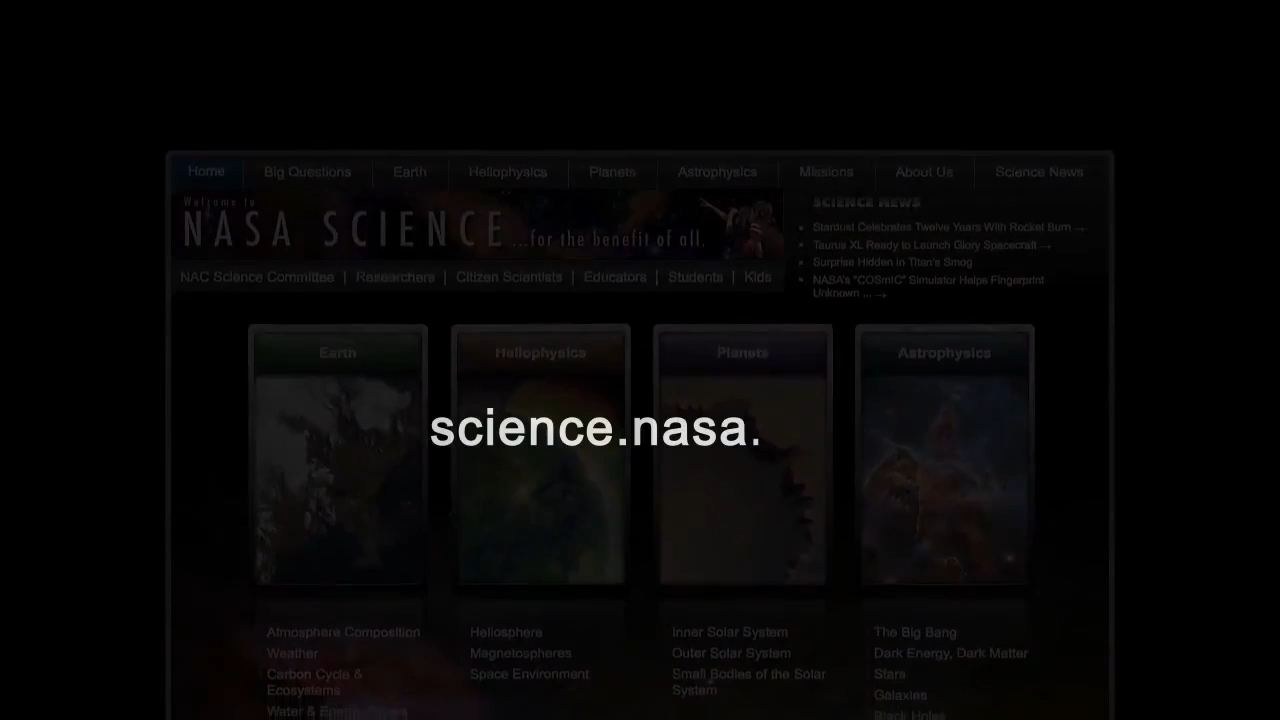 Home Big Questions Earth Heliophysics Planets Astrophysics Missions About Us Science News
Welcome to
NASA SCIENCE ...for the benefit of all.
SCIENCE NEWS
Stardust Celebrates Twelve Years With Rocket Burn →
Taurus XL Ready to Launch Glory Spacecraft →
Surprise Hidden in Titan's Smog
NASA's "COSmIC" Simulator Helps Fingerprint
Unknown ... →
NAC Science Committee | Researchers | Citizen Scientists | Educators | Students | Kids
Earth Heliophysics Planets Astrophysics
science.nasa.
Atmosphere Composition
Weather
Carbon Cycle &
Ecosystems
Water &
Heliosphere
Magnetospheres
Space Environment
Inner Solar System
Outer Solar System
Small Bodies of the Solar
System
The Big Bang
Dark Energy, Dark Matter
Stars
Galaxies
Black Holes